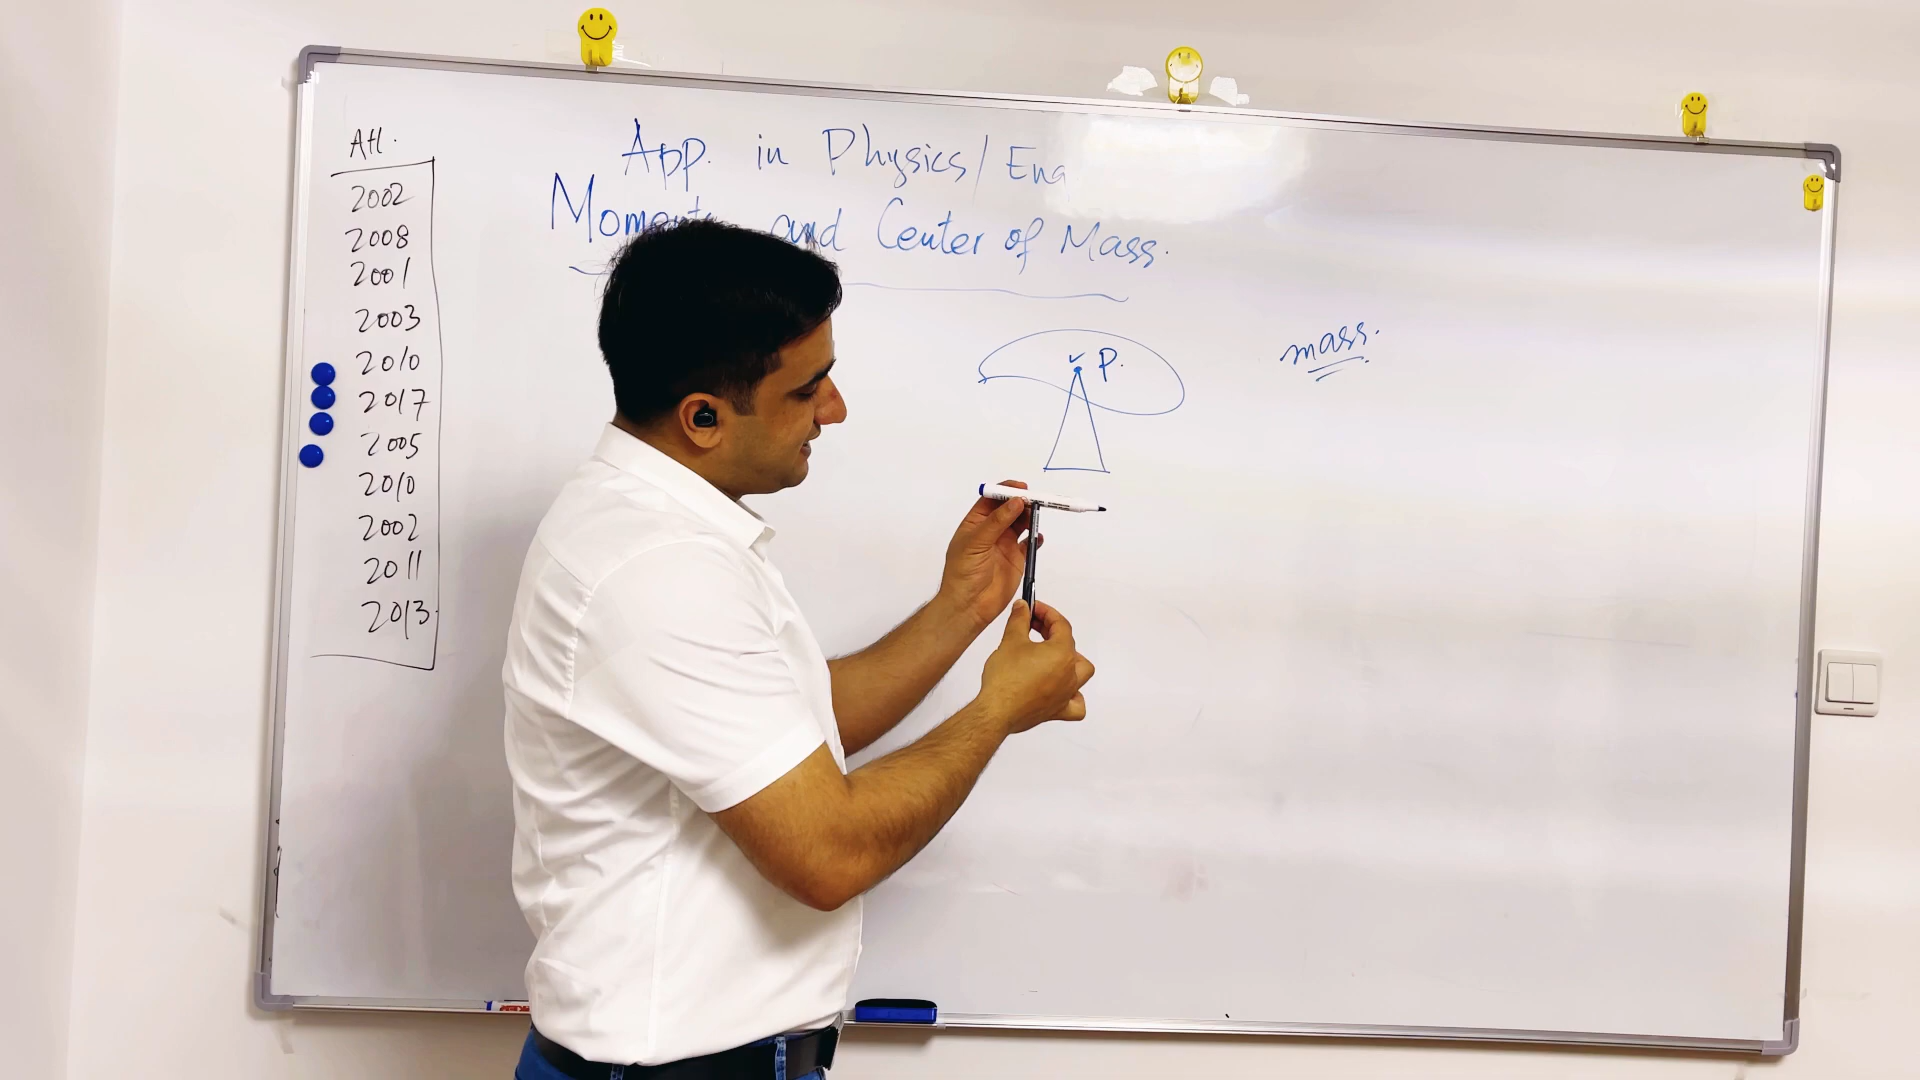 Att.
2002
2008
2001
2003
2010
2017
2005
2010
2002
2011
2013
App. in Physics/ Eng
and Center of Mass.
P.
mass.